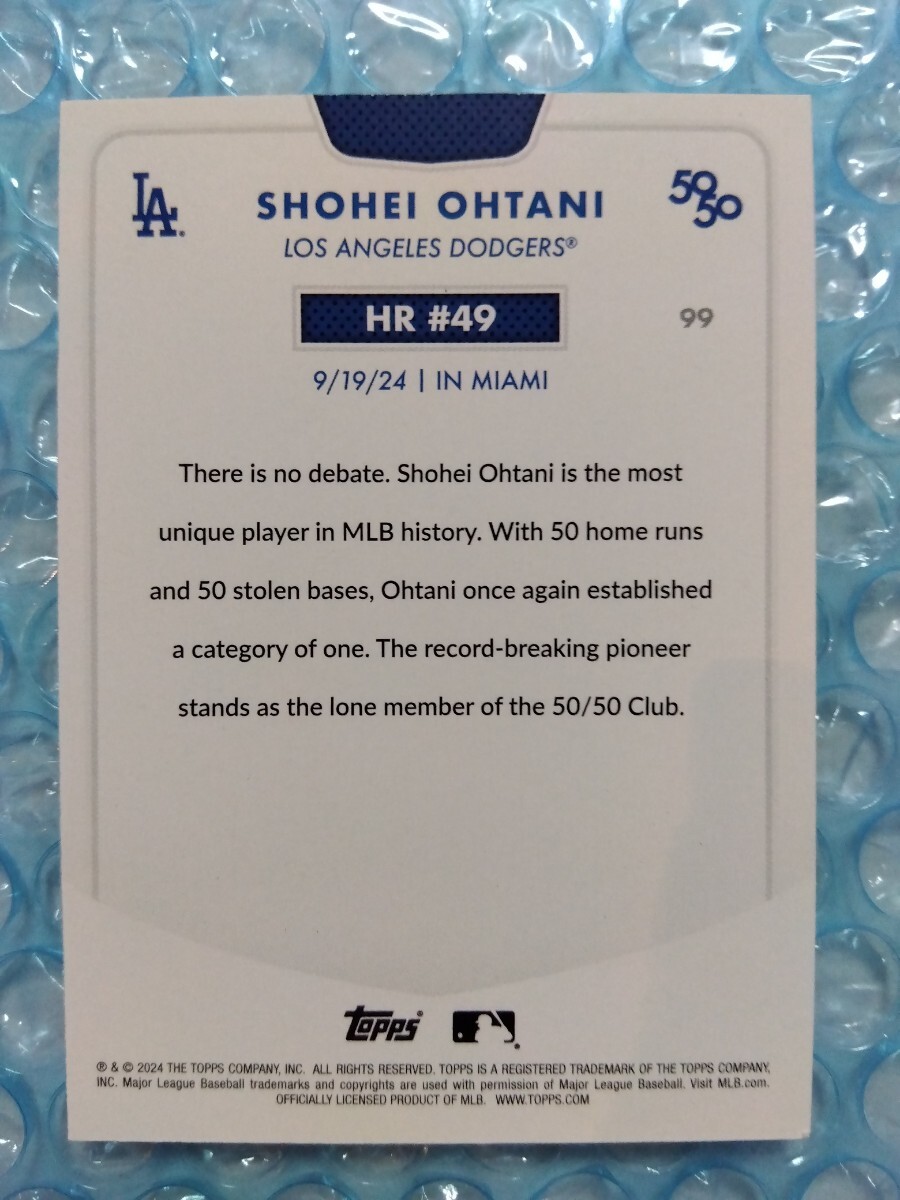 LA
SHOHEI OHTANI
50
50
LOS ANGELES DODGERS®
HR #49
99
9/19/24 | IN MIAMI
There is no debate. Shohei Ohtani is the most
unique player in MLB history. With 50 home runs
and 50 stolen bases, Ohtani once again established
a category of one. The record-breaking pioneer
stands as the lone member of the 50/50 Club.
Topps®
® & © 2024 THE TOPPS COMPANY, INC. ALL RIGHTS RESERVED. TOPPS IS A REGISTERED TRADEMARK OF THE TOPPS COMPANY,
INC. Major League Baseball trademarks and copyrights are used with permission of Major League Baseball. Visit MLB.com.
OFFICIALLY LICENSED PRODUCT OF MLB. WWW.TOPPS.COM